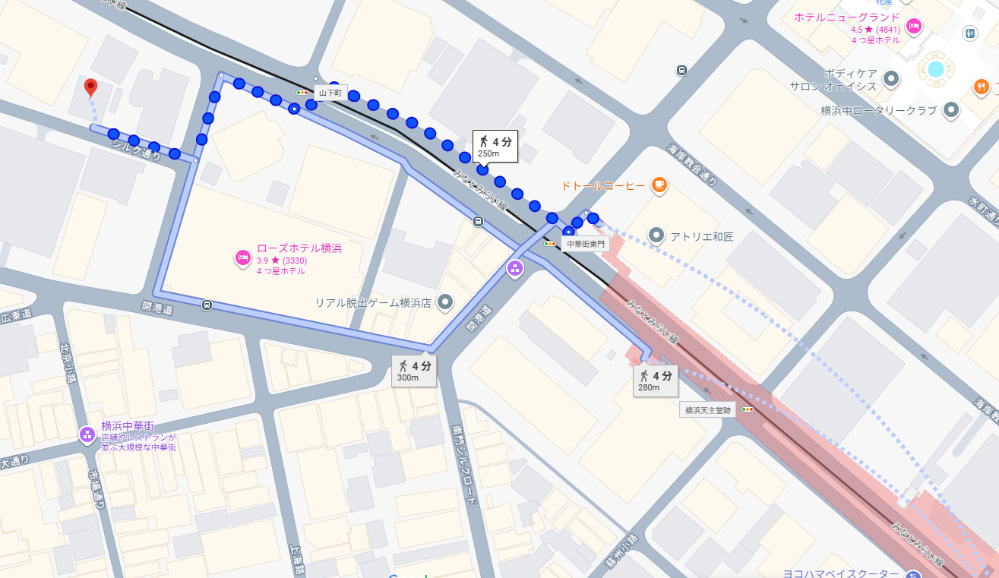 花屋
ホテルニューグランド
4.5 ★ (4841)
4 つ星ホテル
ボディケア
サロン オェイシス
横浜中ロータリークラブ
山下町
4 分
250m
シルク通り
みなとみらい線
海岸教会通り
ドトールコーヒー
水町通り
アトリエ和匠
中華街東門
ローズホテル横浜
3.9 ★ (3330)
4 つ星ホテル
リアル脱出ゲーム横浜店
開港道
開港道
広東道
みなとみらい線
北京小路
4 分
300m
4 分
280m
横浜天主堂跡
横浜中華街
店舗やレストランが
並ぶ大規模な中華街
大通り
市場通り
南門シルクロード
上海路
蘇州小路
みなとみらい線
ヨコハマベイスクーター